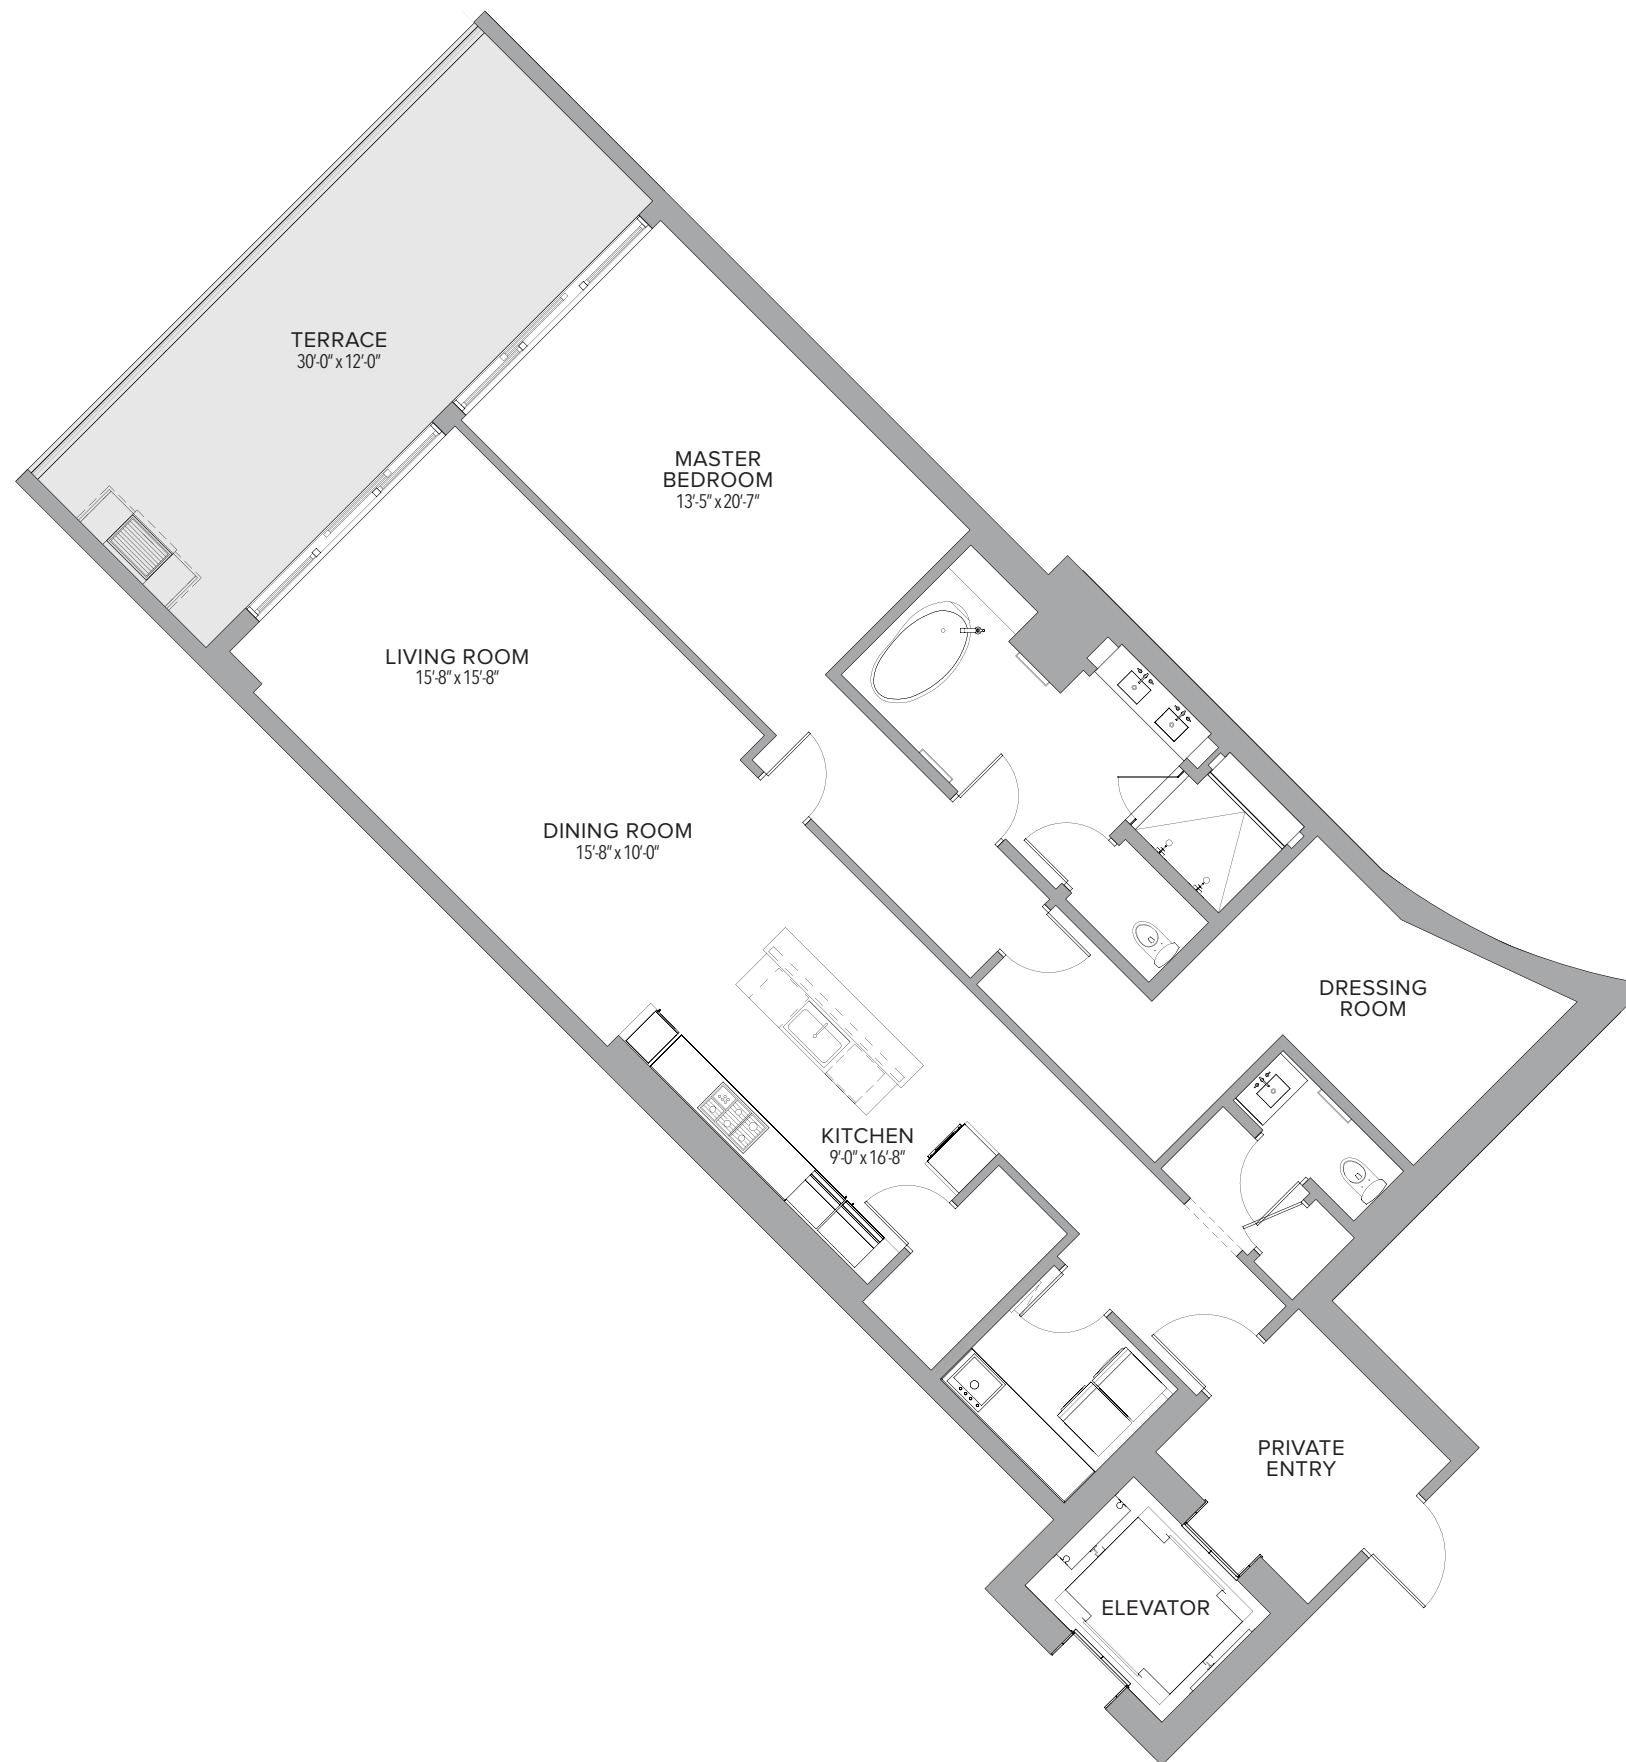 TERRACE
30'-0" x 12'-0"
MASTER
BEDROOM
13'-5" x 20'-7"
LIVING ROOM
15'-8" x 15'-8"
DINING ROOM
15'-8" x 10'-0"
DRESSING
ROOM
KITCHEN
9'-0" x 16'-8"
PRIVATE
ENTRY
ELEVATOR